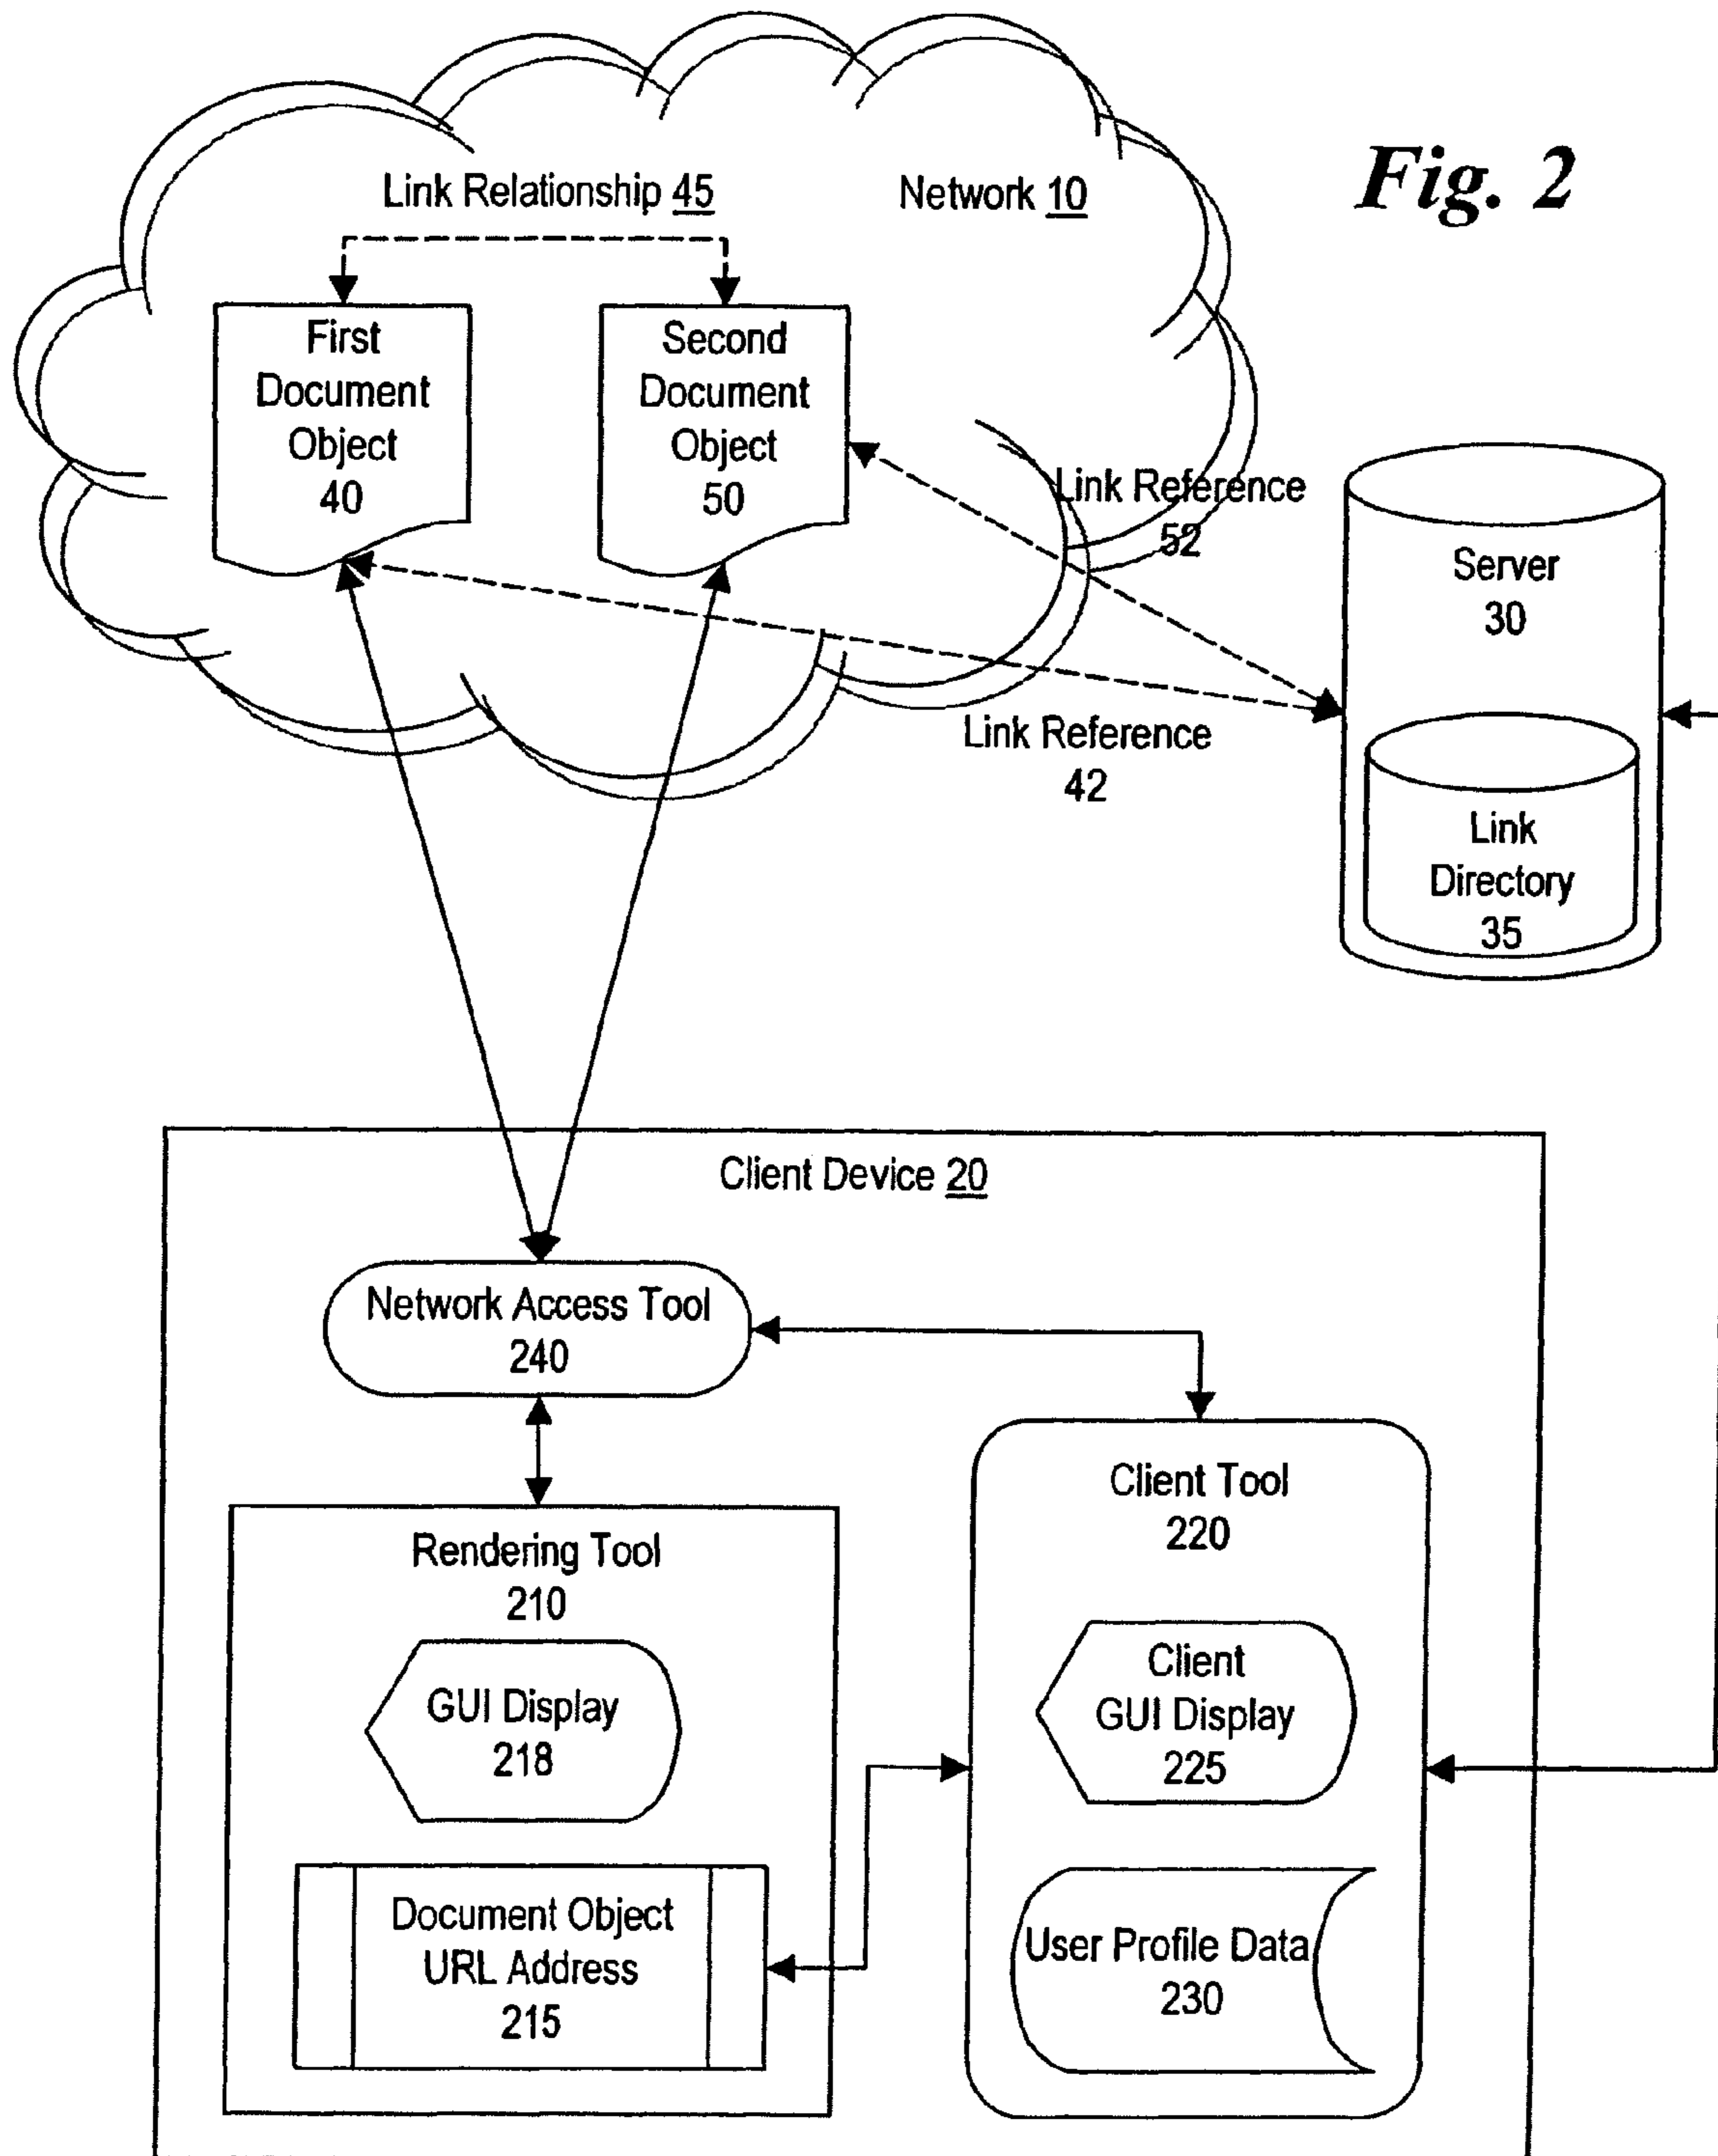 Fig. 2
Link Relationship 45
Network 10
First
Document
Object
40
Second
Document
Object
50
Link Reference
52
Server
30
Link Reference
42
Link
Directory
35
Client Device 20
Network Access Tool
240
Client Tool
220
Rendering Tool
210
GUI Display
218
Client
GUI Display
225
Document Object
URL Address
215
User Profile Data
230